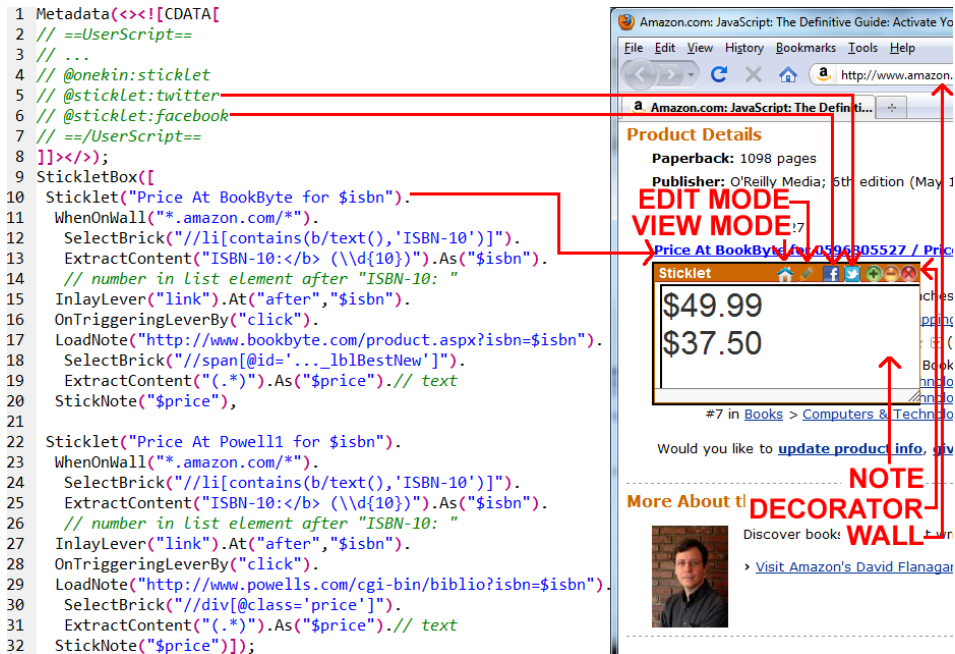 1 Metadata(<><![CDATA[
2 // ==UserScript==
3 // ...
4 // @onekin:sticklet
5 // @sticklet:twitter
6 // @sticklet:facebook
7 // ==/UserScript==
8 ]]></>);
9 StickletBox([
10 Sticklet("Price At BookByte for $isbn").
11 WhenOnWall("*.amazon.com/*").
12 SelectBrick("//li[contains(b/text(),'ISBN-10')]").
13 ExtractContent("ISBN-10:</b> (\\d{10})").As("$isbn").
14 // number in list element after "ISBN-10: "
15 InlayLever("link").At("after","$isbn").
16 OnTriggeringLeverBy("click").
17 LoadNote("http://www.bookbyte.com/product.aspx?isbn=$isbn").
18 SelectBrick("//span[@id='..._lblBestNew']").
19 ExtractContent("(.*)").As("$price").// text
20 StickNote("$price"),
21
22 Sticklet("Price At Powell1 for $isbn").
23 WhenOnWall("*.amazon.com/*").
24 SelectBrick("//li[contains(b/text(),'ISBN-10')]").
25 ExtractContent("ISBN-10:</b> (\\d{10})").As("$isbn").
26 // number in list element after "ISBN-10: "
27 InlayLever("link").At("after","$isbn").
28 OnTriggeringLeverBy("click").
29 LoadNote("http://www.powells.com/cgi-bin/biblio?isbn=$isbn").
30 SelectBrick("//div[@class='price']").
31 ExtractContent("(.*)").As("$price").// text
32 StickNote("$price")]);
Amazon.com: JavaScript: The Definitive Guide: Activate Yo
File Edit View History Bookmarks Tools Help
http://www.amazon.
Amazon.com: JavaScript: The Definiti...
Product Details
Paperback: 1098 pages
Publisher: O'Reilly Media; 6th edition (May 1
EDIT MODE
VIEW MODE 27
Price At BookByte for 0596805527 / Pric
Sticklet
$49.99
$37.50
#7 in Books > Computers & Technolo
Would you like to update product info, giv
NOTE
More About t
DECORATOR
Discover books
WALL
› Visit Amazon's David Flanagan